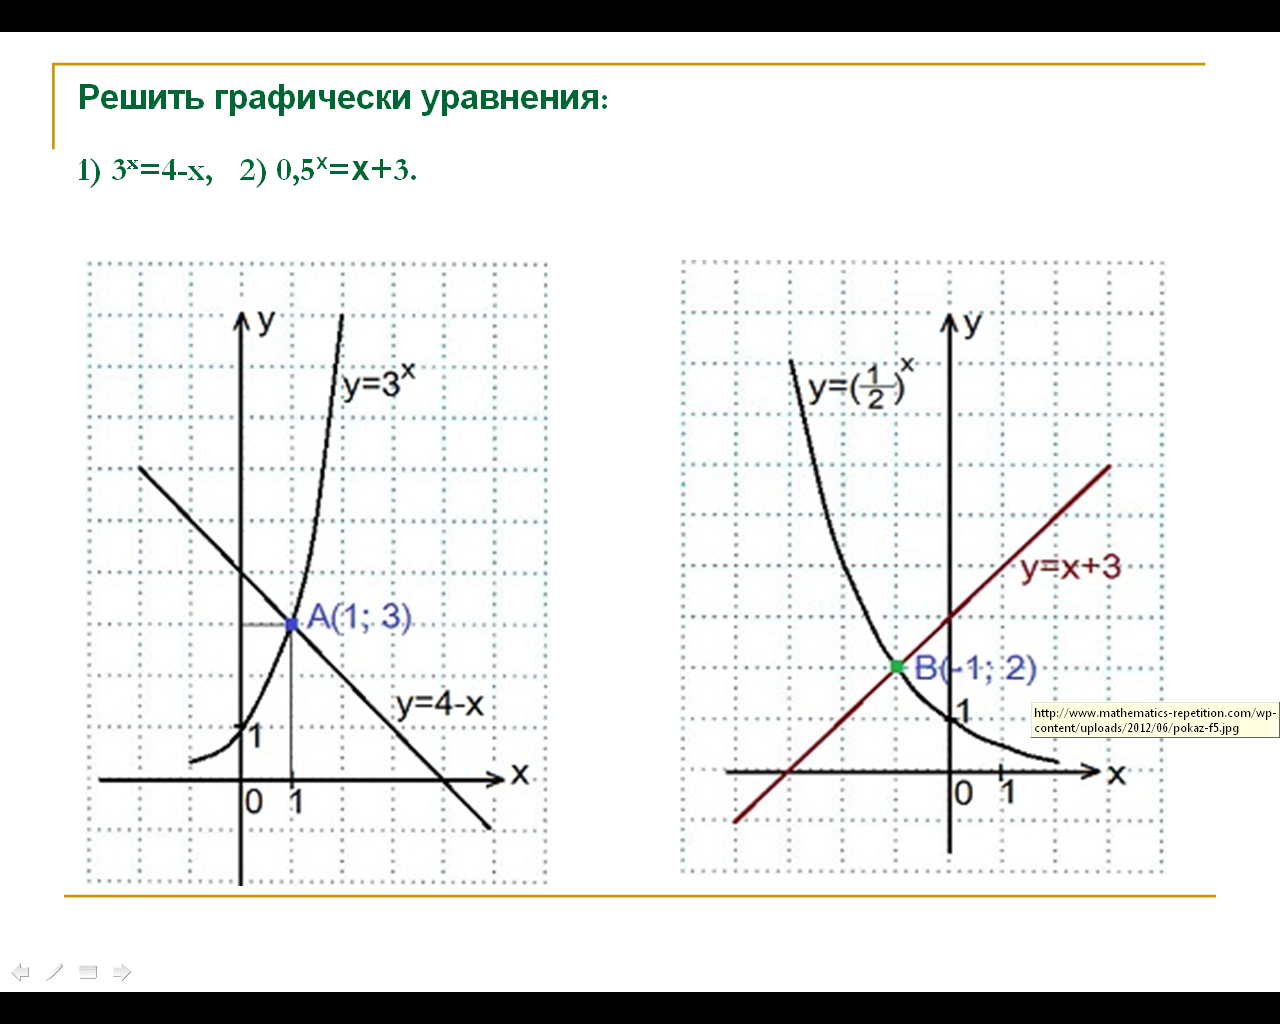 Решить графически уравнения:
1) 3ˣ=4-x, 2) 0,5ˣ=x+3.
y
y=3ˣ
A(1; 3)
y=4-x
1
x
0 1
y
y=(1/2)ˣ
y=x+3
B(-1; 2)
1
x
0 1
http://www.mathematics-repetition.com/wp-
content/uploads/2012/06/pokaz-f5.jpg